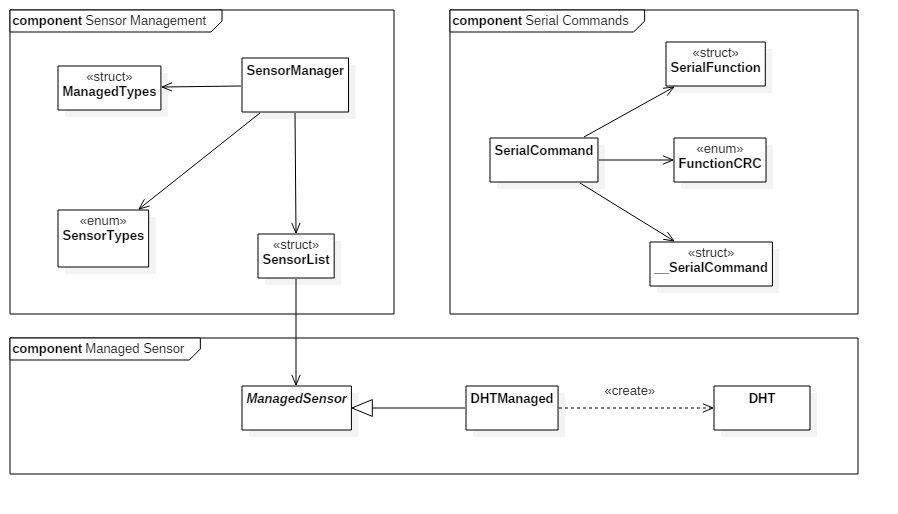 component Sensor Management
«struct»
ManagedTypes
SensorManager
«enum»
SensorTypes
«struct»
SensorList
component Serial Commands
«struct»
SerialFunction
SerialCommand
«enum»
FunctionCRC
«struct»
__SerialCommand
component Managed Sensor
ManagedSensor
DHTManaged
«create»
DHT